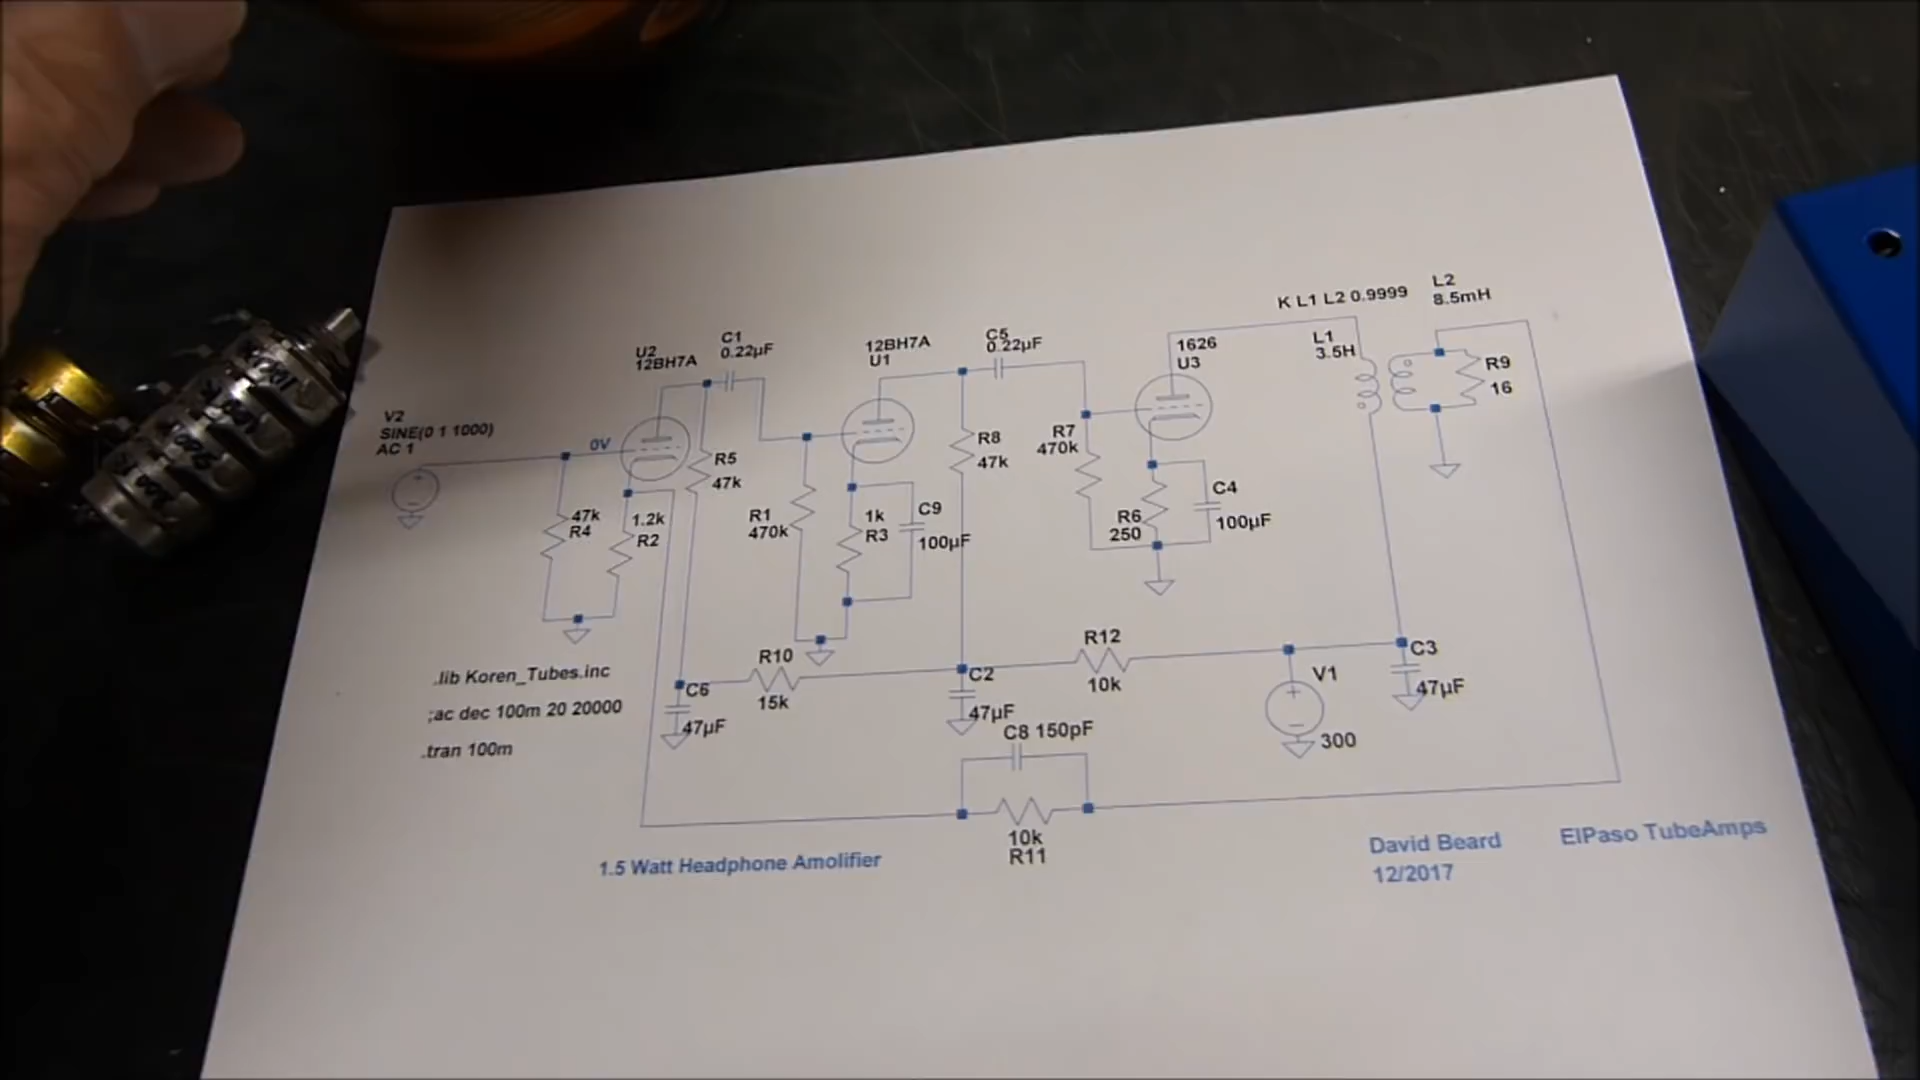 K L1 L2 0.9999
L2
8.5mH
U2
12BH7A
C1
0.22µF
12BH7A
U1
C5
0.22µF
1626
U3
L1
3.5H
R9
16
V2
SINE(0 1 1000)
AC 1
0V
R5
47k
R8
47k
R7
470k
47k
R4
1.2k
R2
R1
470k
1k
R3
C9
100µF
R6
250
C4
100µF
.lib Koren_Tubes.inc
;ac dec 100m 20 20000
.tran 100m
C6
47µF
R10
15k
C2
47µF
R12
10k
V1
300
C3
47µF
C8 150pF
10k
R11
1.5 Watt Headphone Amolifier
David Beard
12/2017
ElPaso TubeAmps